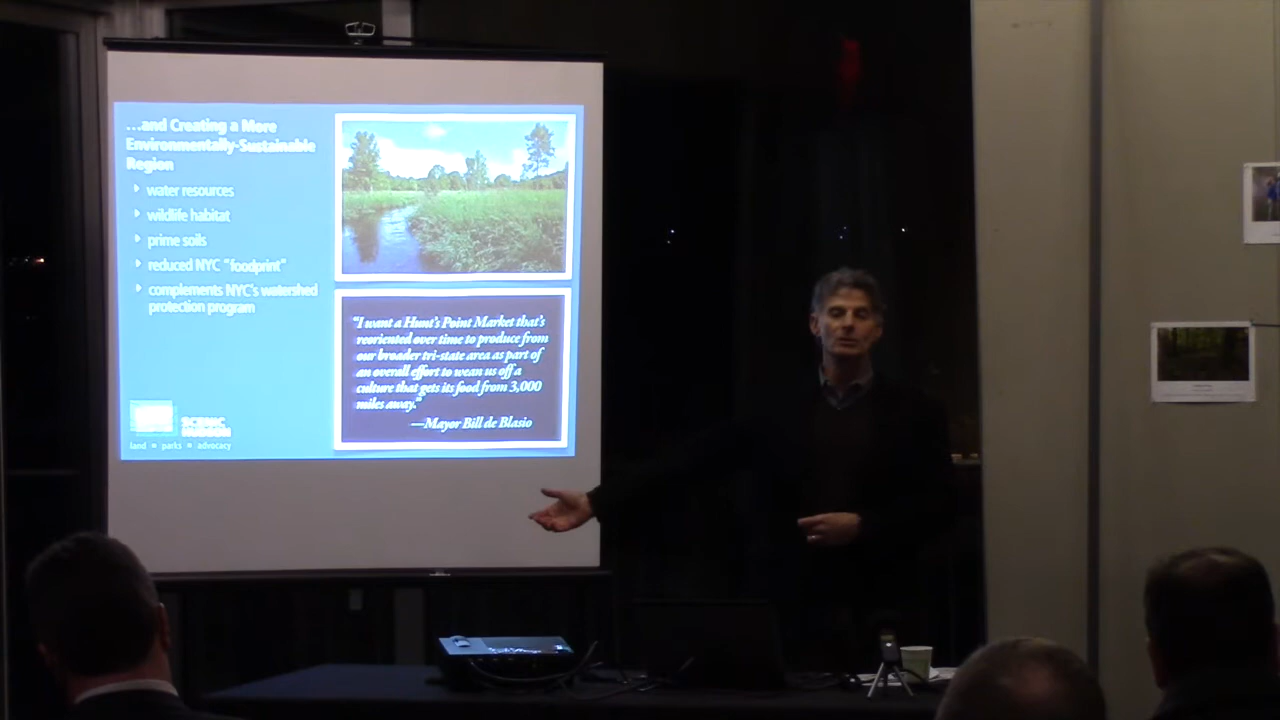 ...and Creating a More
Environmentally-Sustainable
Region
water resources
wildlife habitat
prime soils
reduced NYC "foodprint"
complements NYC's watershed
protection program
"I want a Hunt's Point Market that's
reoriented over time to produce from
our broader tri-state area as part of
an overall effort to wean us off a
culture that gets its food from 3,000
miles away."
—Mayor Bill de Blasio
SCENIC
HUDSON
land • parks • advocacy